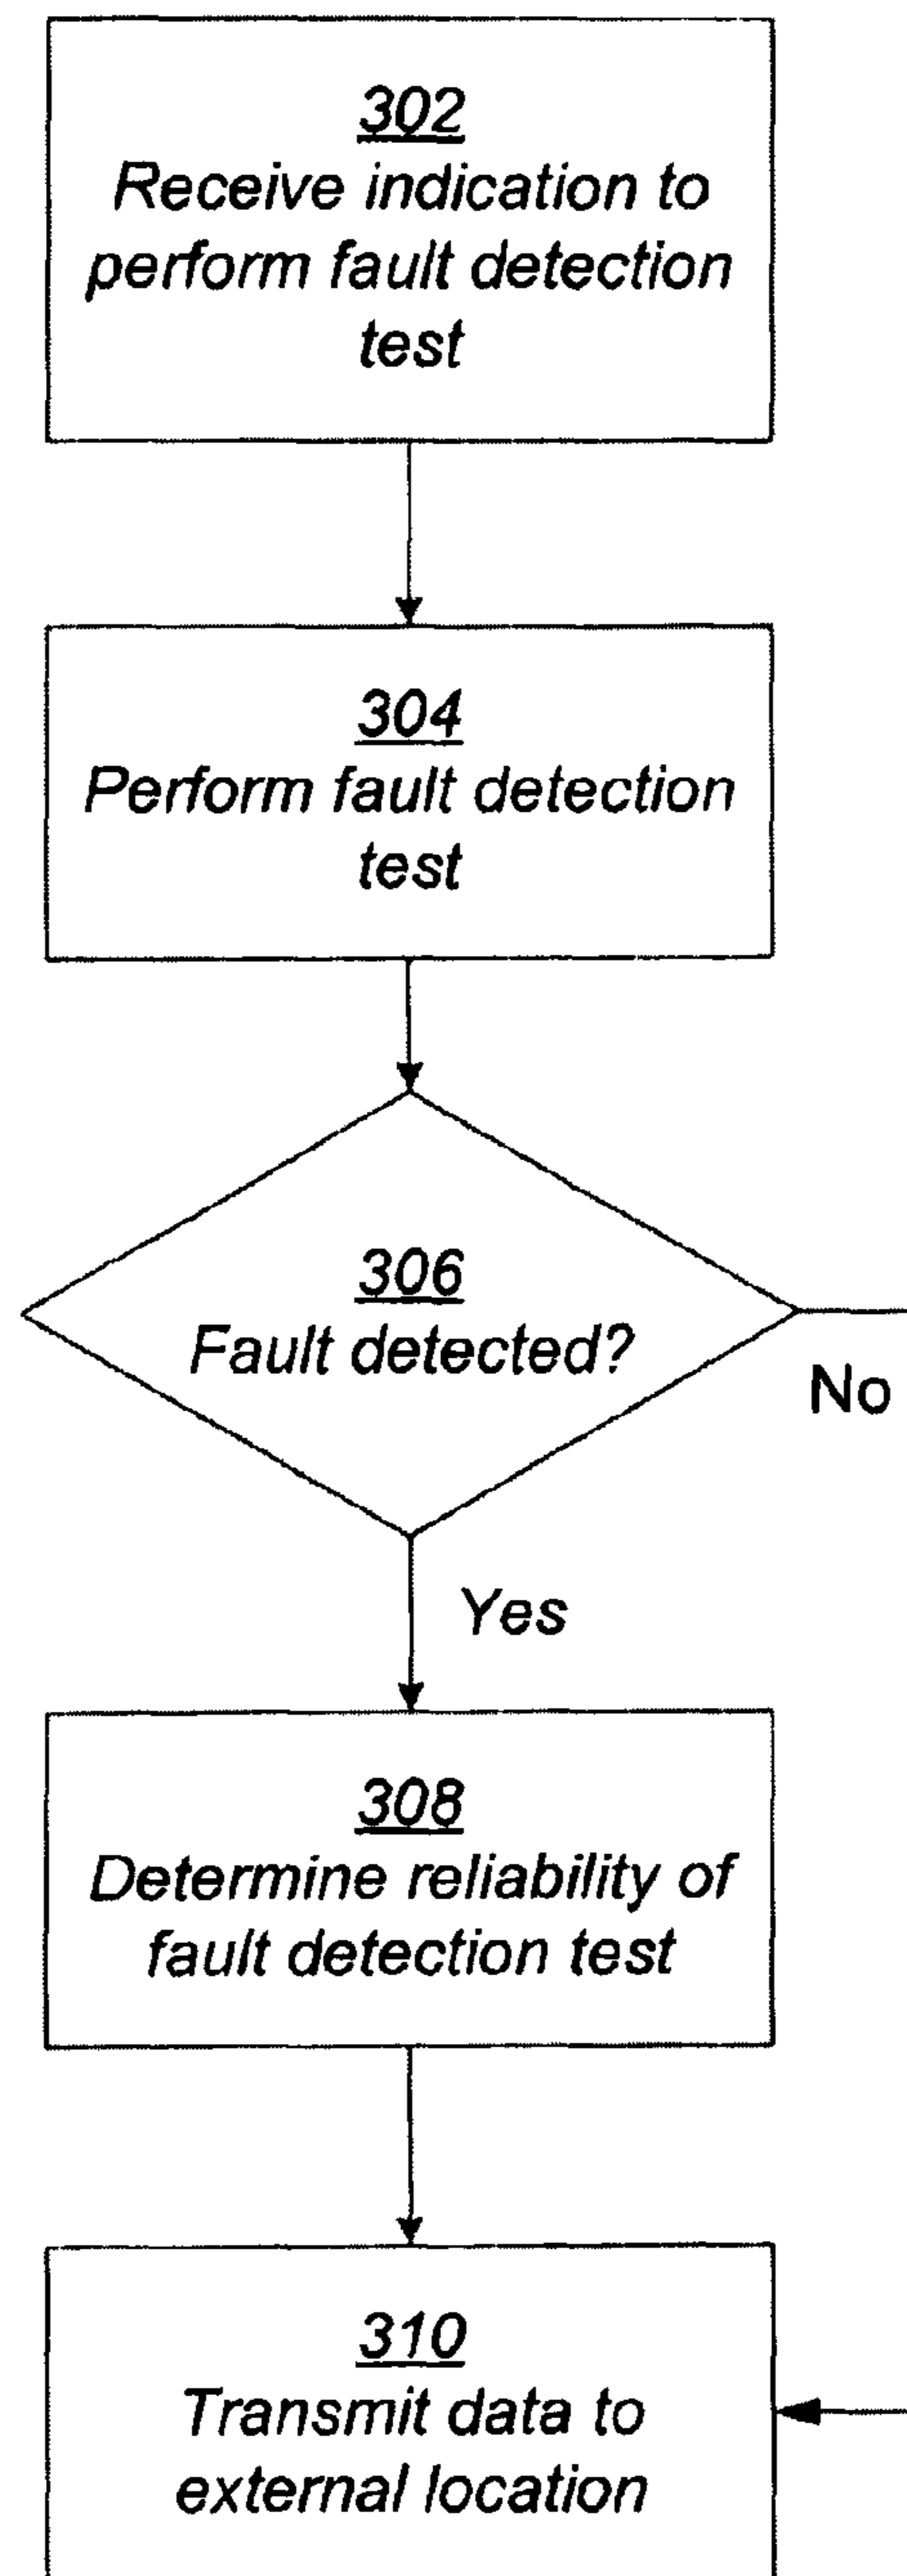 302
Receive indication to
perform fault detection
test
304
Perform fault detection
test
306
Fault detected?
No
Yes
308
Determine reliability of
fault detection test
310
Transmit data to
external location